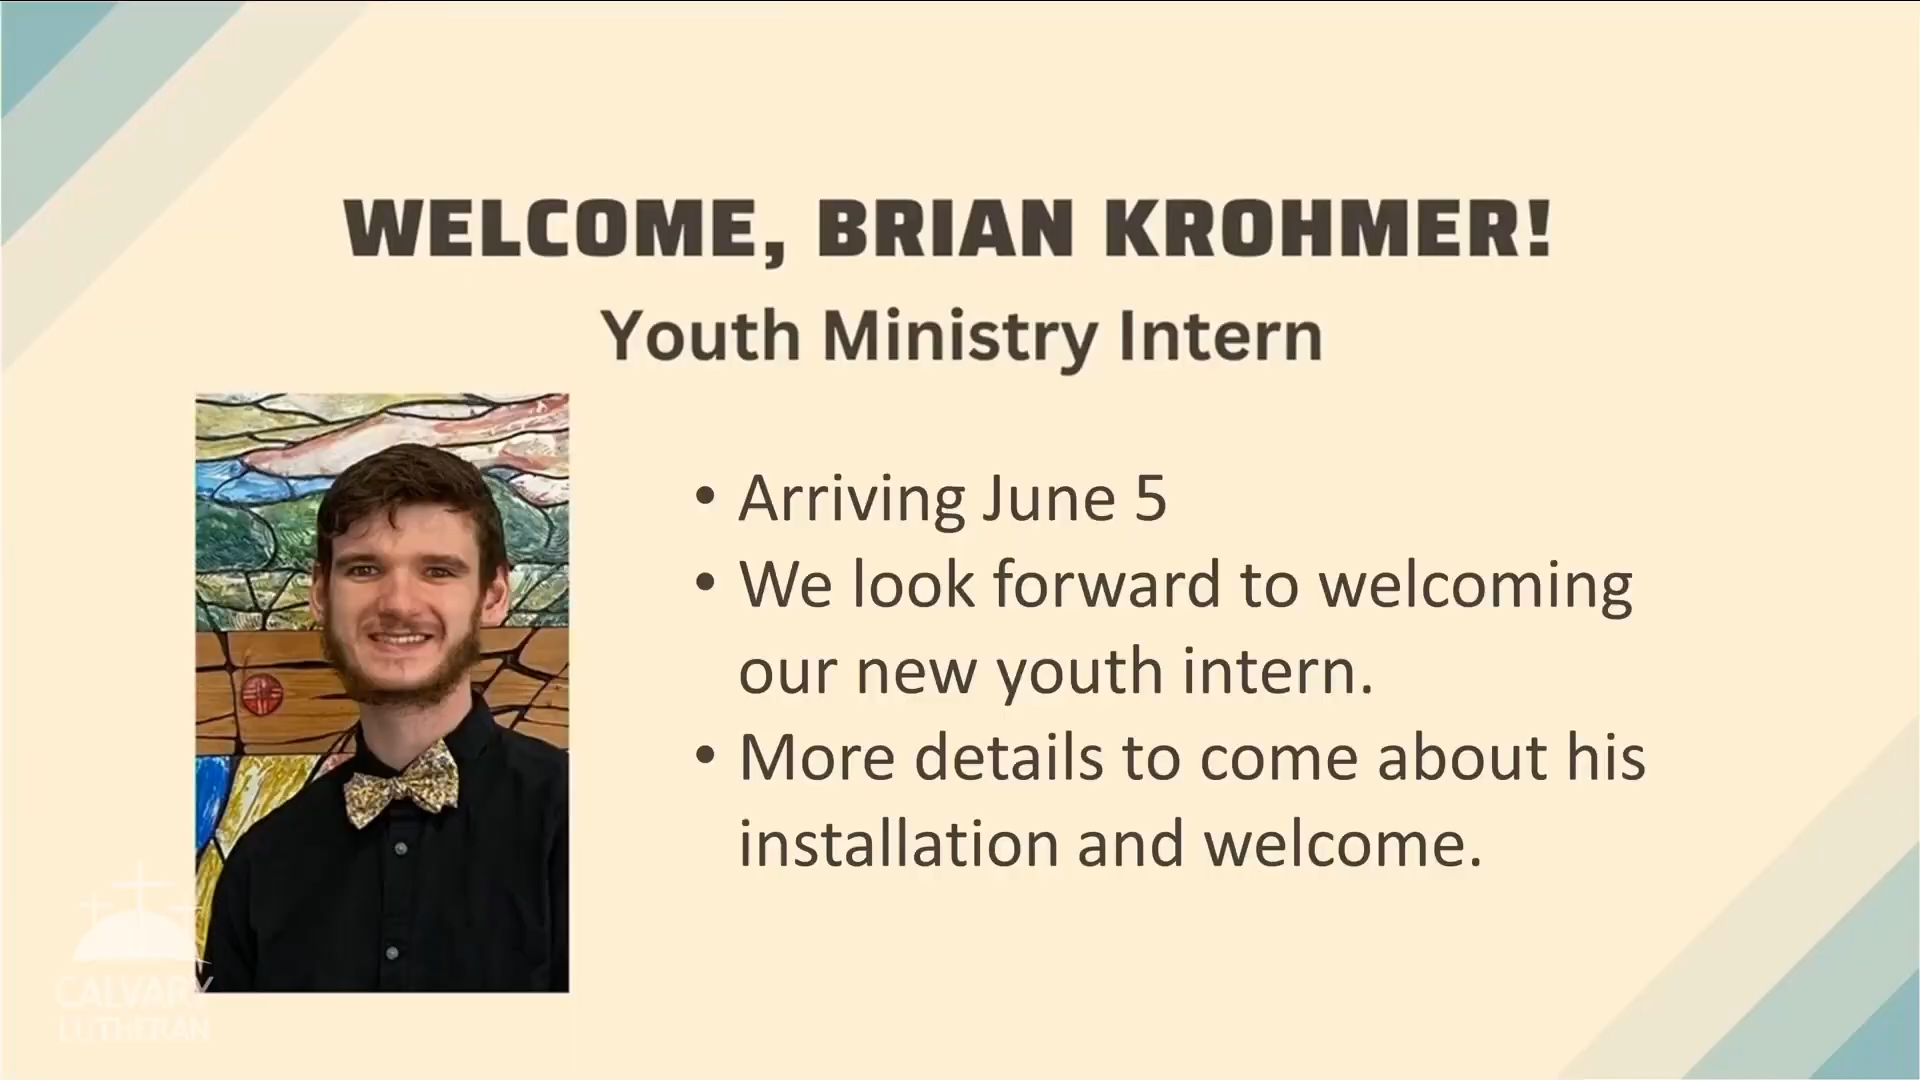 WELCOME, BRIAN KROHMER!
Youth Ministry Intern
• Arriving June 5
• We look forward to welcoming
our new youth intern.
• More details to come about his
installation and welcome.
CALVARY
LUTHERAN